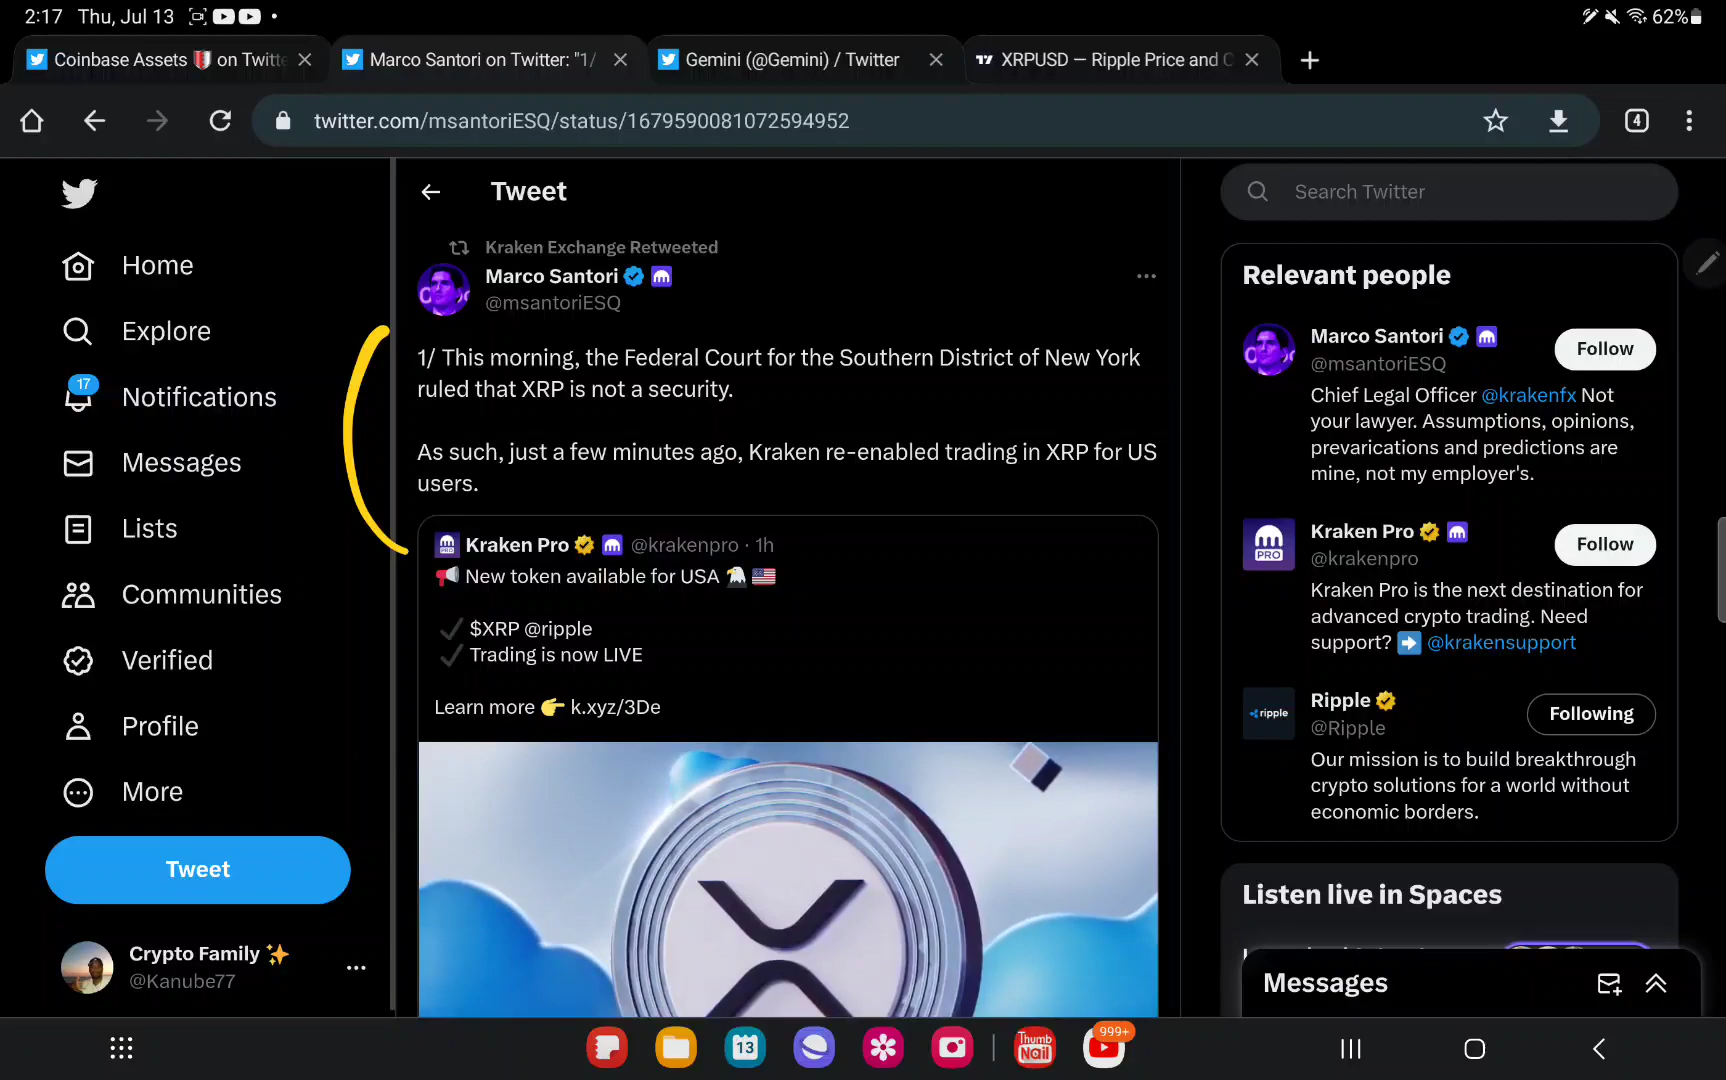 2:17 Thu, Jul 13
62%
Coinbase Assets 🛡️ on Twitte
Marco Santori on Twitter: "1/
Gemini (@Gemini) / Twitter
XRPUSD — Ripple Price and C
twitter.com/msantoriESQ/status/1679590081072594952
4
Home
Explore
17
Notifications
Messages
Lists
Communities
Verified
Profile
More
Tweet
Crypto Family ✨
@Kanube77
Tweet
Kraken Exchange Retweeted
Marco Santori
@msantoriESQ
1/ This morning, the Federal Court for the Southern District of New York
ruled that XRP is not a security.
As such, just a few minutes ago, Kraken re-enabled trading in XRP for US
users.
PRO
Kraken Pro @krakenpro · 1h
📢 New token available for USA 🦅 🇺🇸
✔️ $XRP @ripple
✔️ Trading is now LIVE
Learn more 👉 k.xyz/3De
Search Twitter
Relevant people
Marco Santori
@msantoriESQ
Follow
Chief Legal Officer @krakenfx Not
your lawyer. Assumptions, opinions,
prevarications and predictions are
mine, not my employer's.
PRO
Kraken Pro
@krakenpro
Follow
Kraken Pro is the next destination for
advanced crypto trading. Need
support? ➡️ @krakensupport
ripple
Ripple
@Ripple
Following
Our mission is to build breakthrough
crypto solutions for a world without
economic borders.
Listen live in Spaces
Messages
13
Thumb
Nail
999+